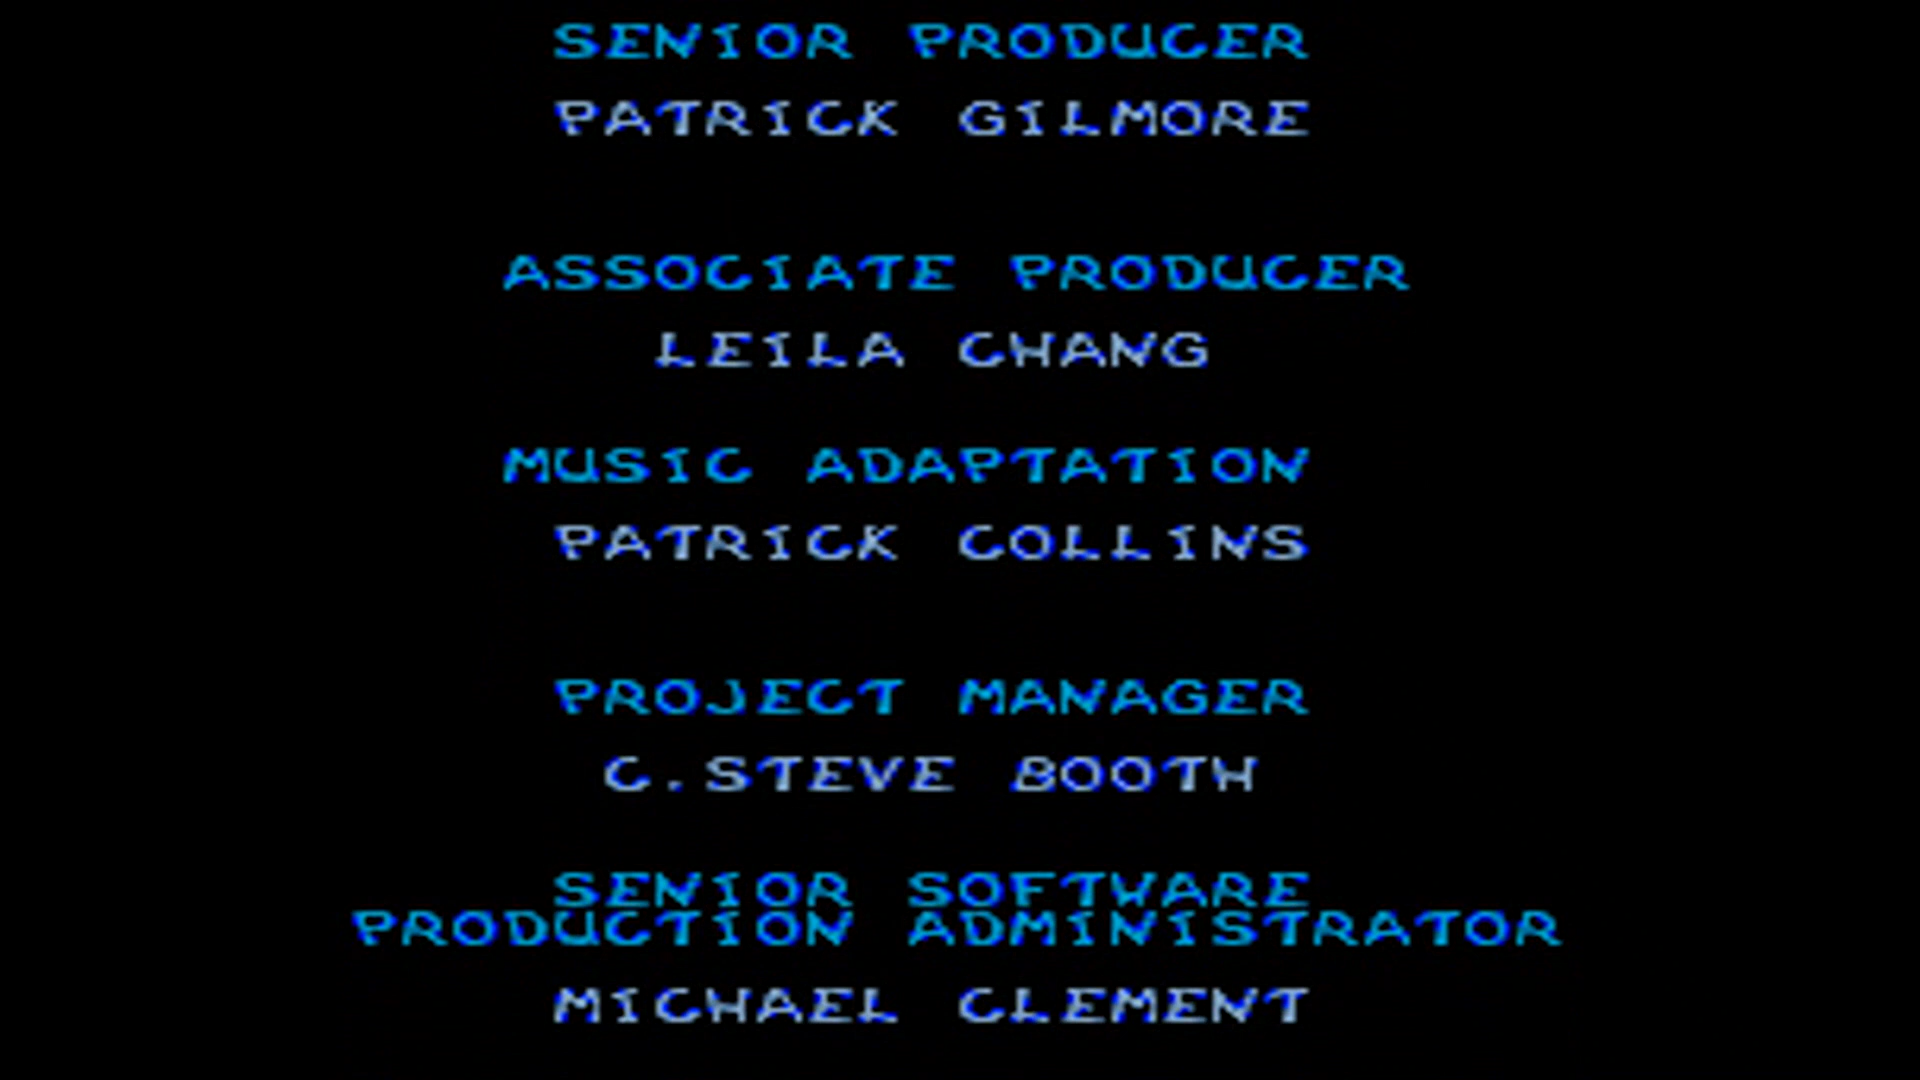 SENIOR PRODUCER
PATRICK GILMORE
ASSOCIATE PRODUCER
LEILA CHANG
MUSIC ADAPTATION
PATRICK COLLINS
PROJECT MANAGER
C.STEVE BOOTH
SENIOR SOFTWARE
PRODUCTION ADMINISTRATOR
MICHAEL CLEMENT